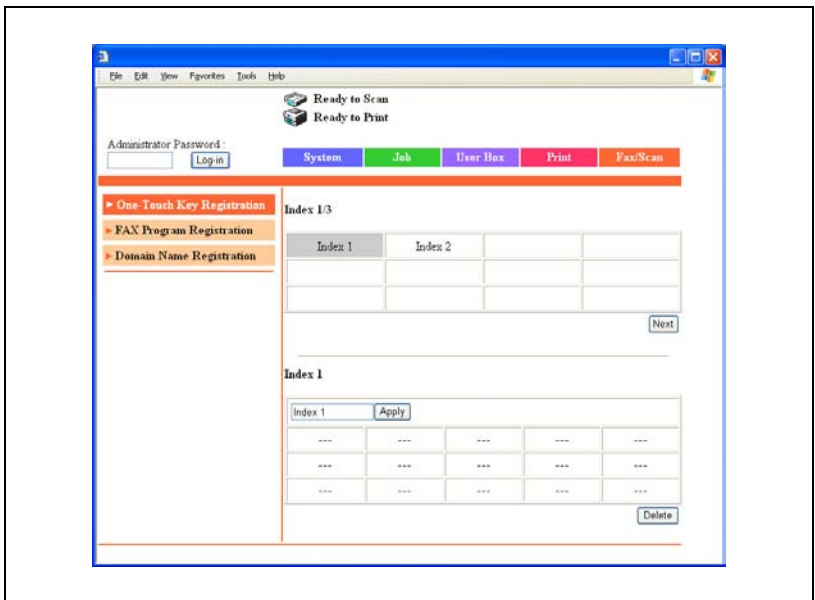 File Edit View Favorites Tools Help
Ready to Scan
Ready to Print
Administrator Password :
Log-in
System Job User Box Print Fax/Scan
One-Touch Key Registration
FAX Program Registration
Domain Name Registration
Index 1/3
Index 1 Index 2
Next
Index 1
Index 1 Apply
--- --- --- --- ---
--- --- --- --- ---
--- --- --- --- ---
Delete